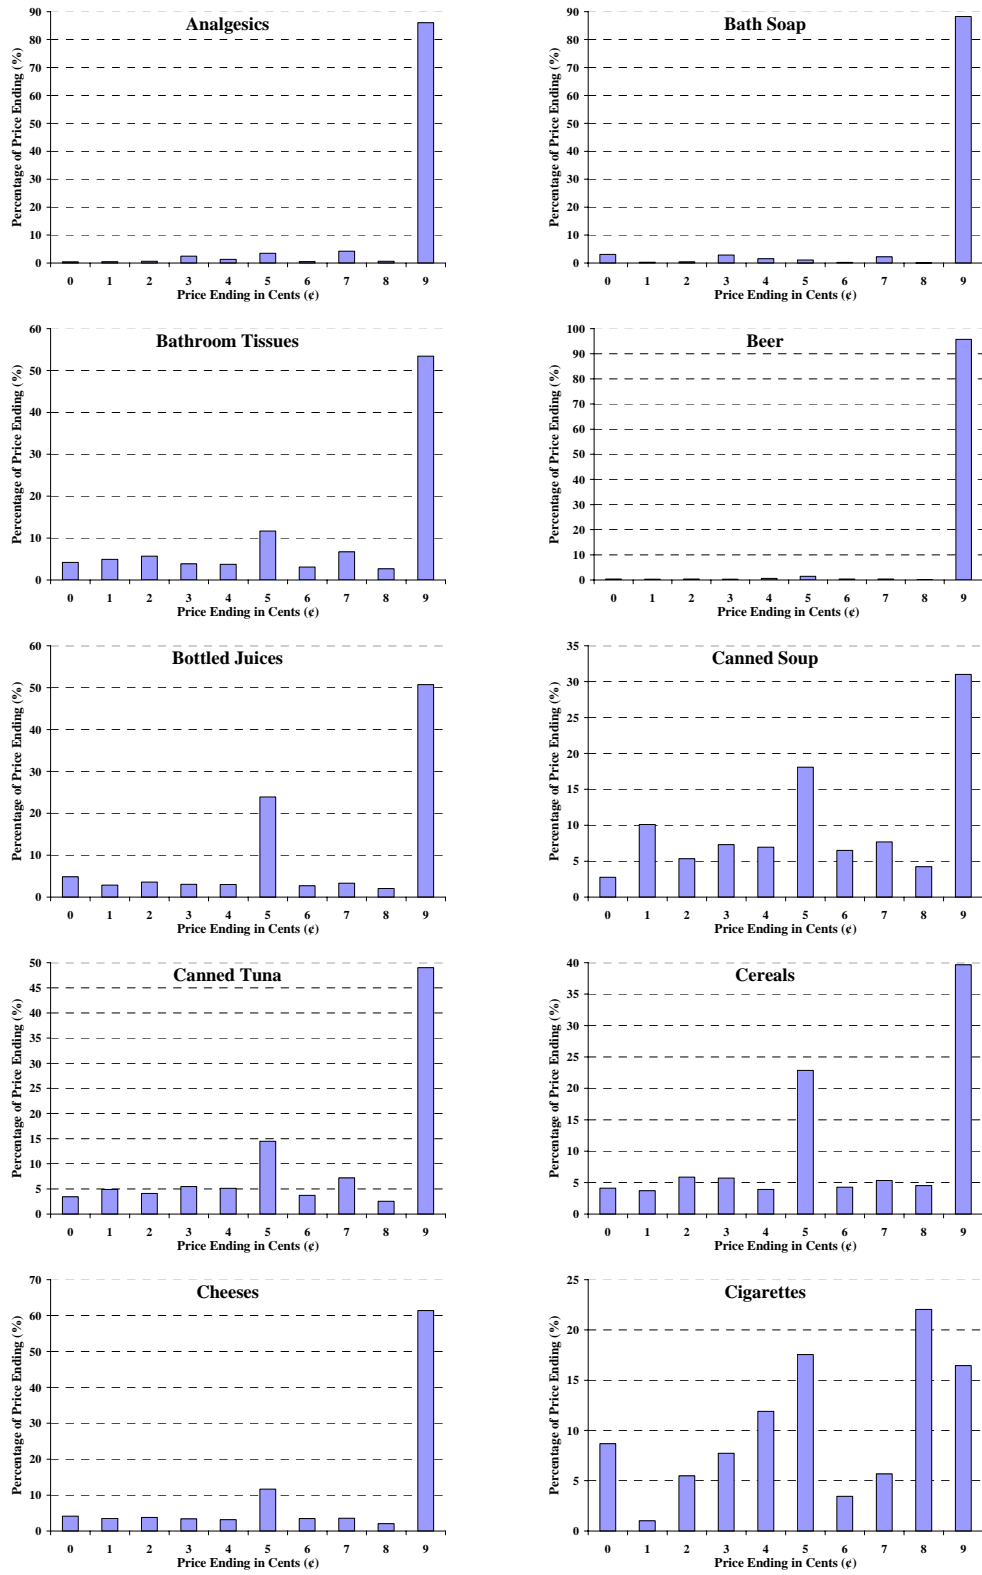 Analgesics
Percentage of Price Ending (%)
90
80
70
60
50
40
30
20
10
0
0 1 2 3 4 5 6 7 8 9
Price Ending in Cents (¢)
Bath Soap
Percentage of Price Ending (%)
90
80
70
60
50
40
30
20
10
0
0 1 2 3 4 5 6 7 8 9
Price Ending in Cents (¢)
Bathroom Tissues
Percentage of Price Ending (%)
60
50
40
30
20
10
0
0 1 2 3 4 5 6 7 8 9
Price Ending in Cents (¢)
Beer
Percentage of Price Ending (%)
100
90
80
70
60
50
40
30
20
10
0
0 1 2 3 4 5 6 7 8 9
Price Ending in Cents (¢)
Bottled Juices
Percentage of Price Ending (%)
60
50
40
30
20
10
0
0 1 2 3 4 5 6 7 8 9
Price Ending in Cents (¢)
Canned Soup
Percentage of Price Ending (%)
35
30
25
20
15
10
5
0
0 1 2 3 4 5 6 7 8 9
Price Ending in Cents (¢)
Canned Tuna
Percentage of Price Ending (%)
50
45
40
35
30
25
20
15
10
5
0
0 1 2 3 4 5 6 7 8 9
Price Ending in Cents (¢)
Cereals
Percentage of Price Ending (%)
40
35
30
25
20
15
10
5
0
0 1 2 3 4 5 6 7 8 9
Price Ending in Cents (¢)
Cheeses
Percentage of Price Ending (%)
70
60
50
40
30
20
10
0
0 1 2 3 4 5 6 7 8 9
Price Ending in Cents (¢)
Cigarettes
Percentage of Price Ending (%)
25
20
15
10
5
0
0 1 2 3 4 5 6 7 8 9
Price Ending in Cents (¢)